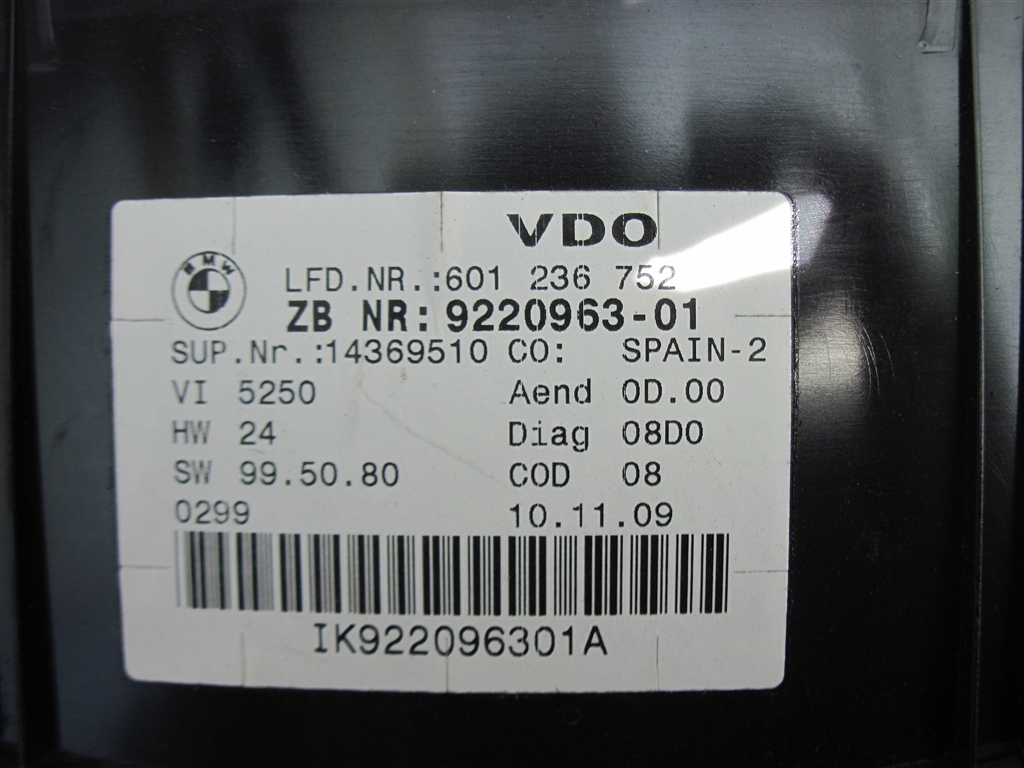 VDO
BMW
LFD.NR.:601 236 752
ZB NR:9220963-01
SUP.Nr.:14369510 CO: SPAIN-2
VI 5250 Aend 0D.00
HW 24 Diag 08D0
SW 99.50.80 COD 08
0299 10.11.09
IK922096301A